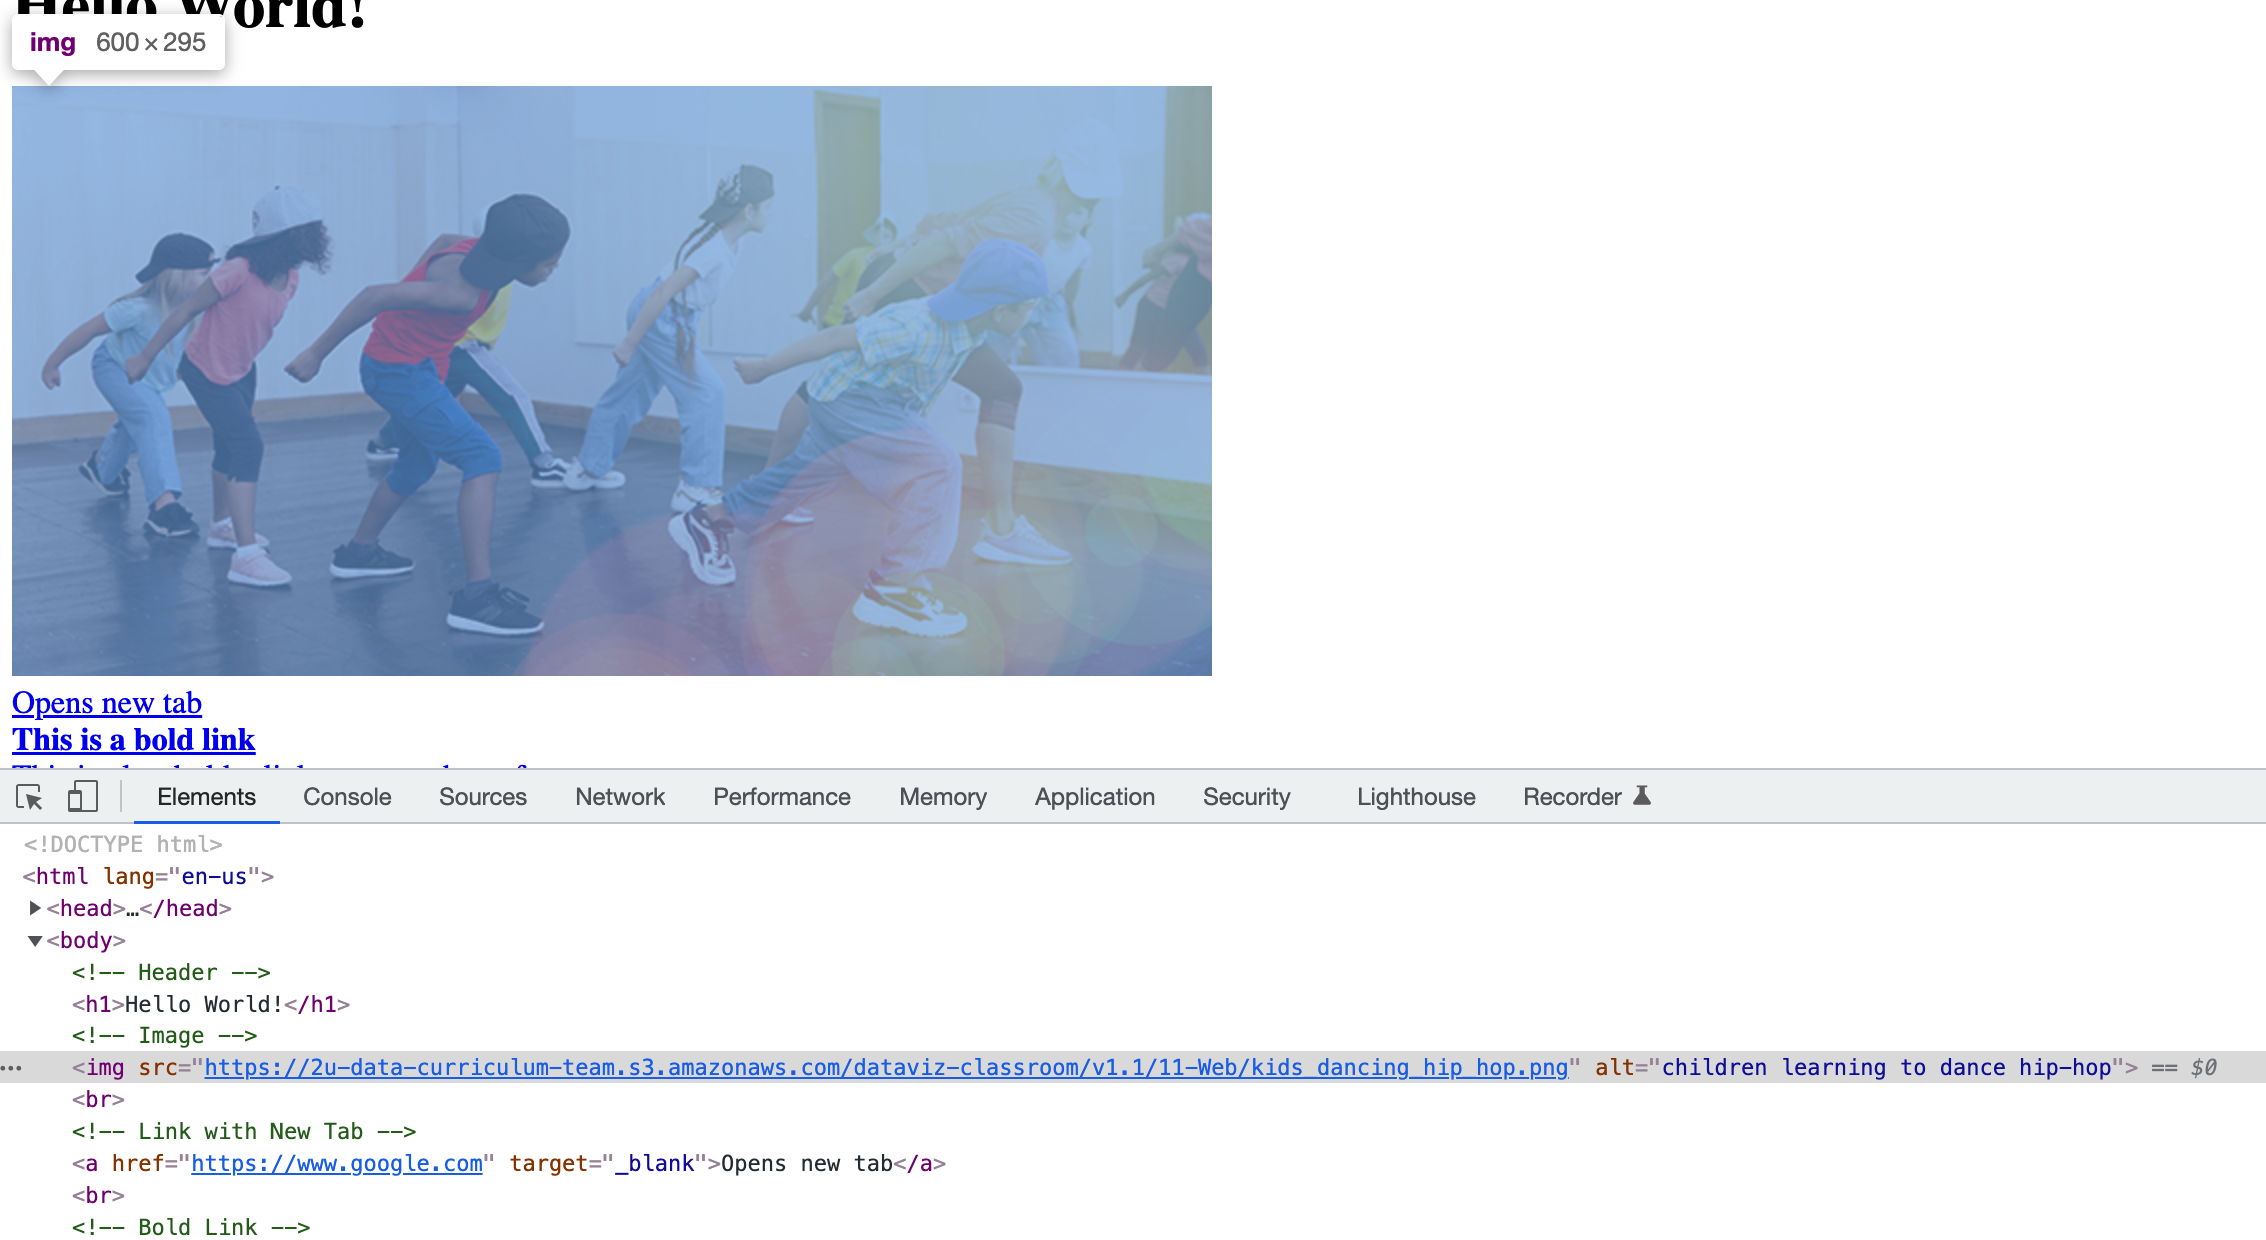 Hello World!
img 600 × 295
Opens new tab
This is a bold link
Elements Console Sources Network Performance Memory Application Security Lighthouse Recorder
<!DOCTYPE html>
<html lang="en-us">
<head>…</head>
<body>
<!-- Header -->
<h1>Hello World!</h1>
<!-- Image -->
<img src="https://2u-data-curriculum-team.s3.amazonaws.com/dataviz-classroom/v1.1/11-Web/kids_dancing_hip_hop.png" alt="children learning to dance hip-hop"> == $0
<br>
<!-- Link with New Tab -->
<a href="https://www.google.com" target="_blank">Opens new tab</a>
<br>
<!-- Bold Link -->